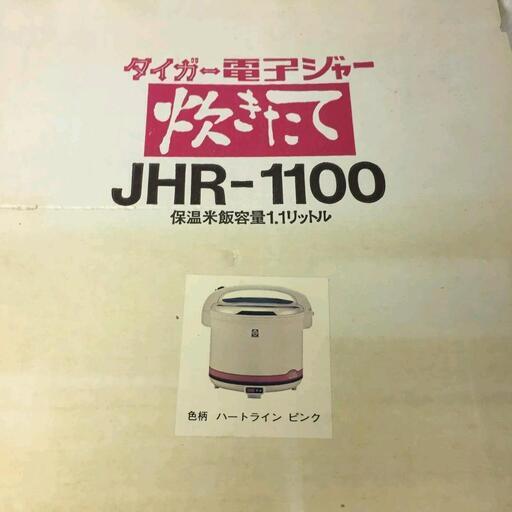 タイガー電子ジャー
炊きたて
JHR-1100
保温米飯容量1.1リットル
色柄 ハートライン ピンク